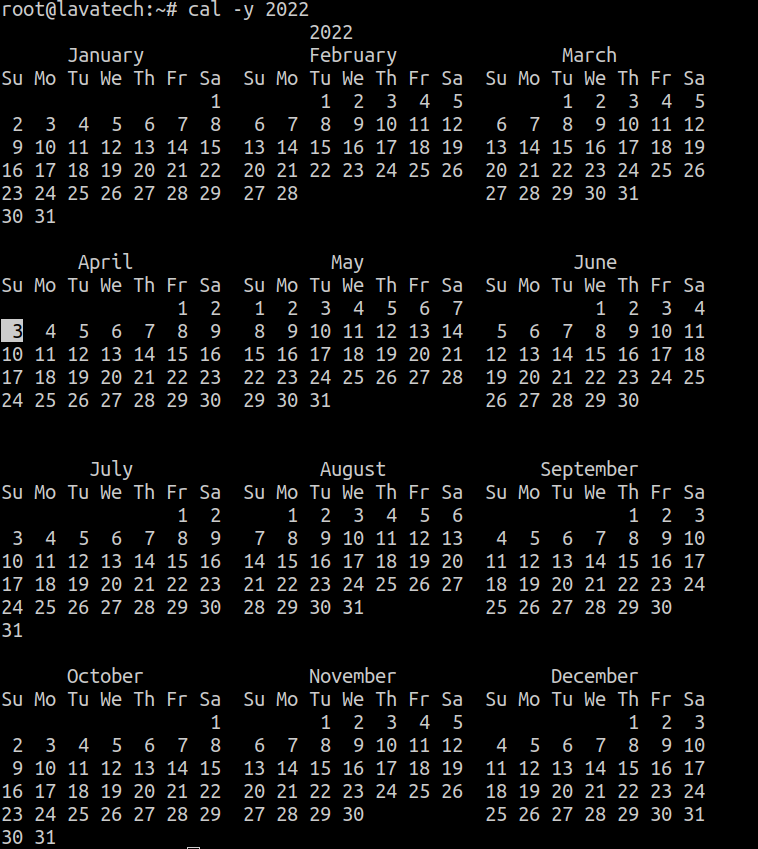 root@lavatech:~# cal -y 2022
                            2022
      January               February               March
Su Mo Tu We Th Fr Sa  Su Mo Tu We Th Fr Sa  Su Mo Tu We Th Fr Sa
                   1         1  2  3  4  5         1  2  3  4  5
 2  3  4  5  6  7  8   6  7  8  9 10 11 12   6  7  8  9 10 11 12
 9 10 11 12 13 14 15  13 14 15 16 17 18 19  13 14 15 16 17 18 19
16 17 18 19 20 21 22  20 21 22 23 24 25 26  20 21 22 23 24 25 26
23 24 25 26 27 28 29  27 28                 27 28 29 30 31
30 31

       April                  May                   June
Su Mo Tu We Th Fr Sa  Su Mo Tu We Th Fr Sa  Su Mo Tu We Th Fr Sa
                1  2   1  2  3  4  5  6  7            1  2  3  4
 3  4  5  6  7  8  9   8  9 10 11 12 13 14   5  6  7  8  9 10 11
10 11 12 13 14 15 16  15 16 17 18 19 20 21  12 13 14 15 16 17 18
17 18 19 20 21 22 23  22 23 24 25 26 27 28  19 20 21 22 23 24 25
24 25 26 27 28 29 30  29 30 31              26 27 28 29 30

        July                 August              September
Su Mo Tu We Th Fr Sa  Su Mo Tu We Th Fr Sa  Su Mo Tu We Th Fr Sa
                1  2      1  2  3  4  5  6               1  2  3
 3  4  5  6  7  8  9   7  8  9 10 11 12 13   4  5  6  7  8  9 10
10 11 12 13 14 15 16  14 15 16 17 18 19 20  11 12 13 14 15 16 17
17 18 19 20 21 22 23  21 22 23 24 25 26 27  18 19 20 21 22 23 24
24 25 26 27 28 29 30  28 29 30 31           25 26 27 28 29 30
31

      October               November              December
Su Mo Tu We Th Fr Sa  Su Mo Tu We Th Fr Sa  Su Mo Tu We Th Fr Sa
                   1         1  2  3  4  5               1  2  3
 2  3  4  5  6  7  8   6  7  8  9 10 11 12   4  5  6  7  8  9 10
 9 10 11 12 13 14 15  13 14 15 16 17 18 19  11 12 13 14 15 16 17
16 17 18 19 20 21 22  20 21 22 23 24 25 26  18 19 20 21 22 23 24
23 24 25 26 27 28 29  27 28 29 30           25 26 27 28 29 30 31
30 31